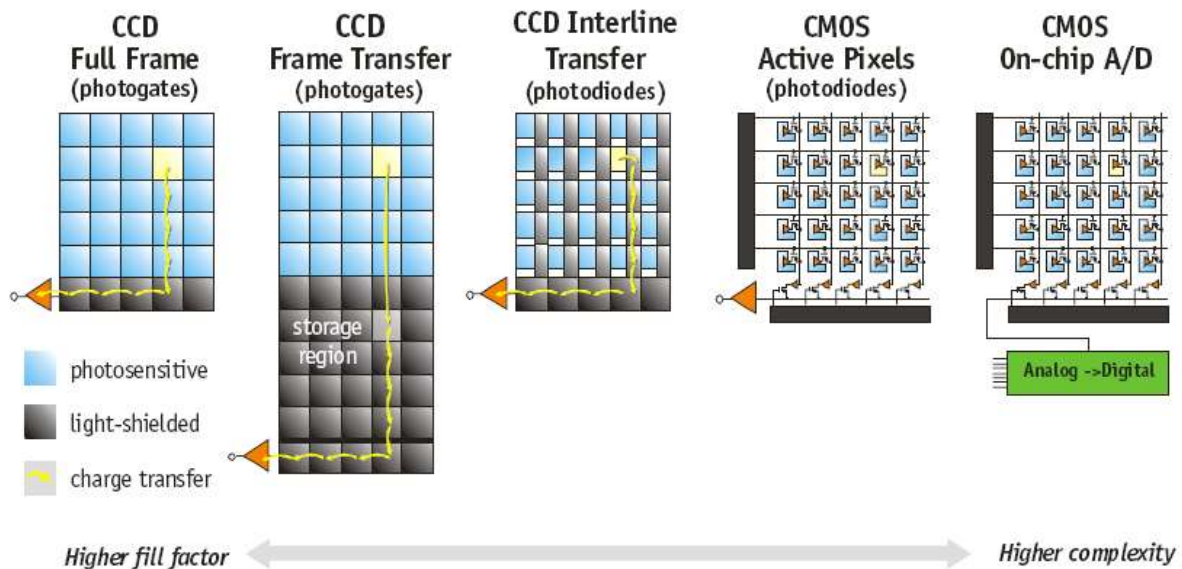 CCD
Full Frame
(photogates)
CCD
Frame Transfer
(photogates)
CCD Interline
Transfer
(photodiodes)
CMOS
Active Pixels
(photodiodes)
CMOS
On-chip A/D
storage
region
photosensitive
light-shielded
charge transfer
Analog ->Digital
Higher fill factor
Higher complexity